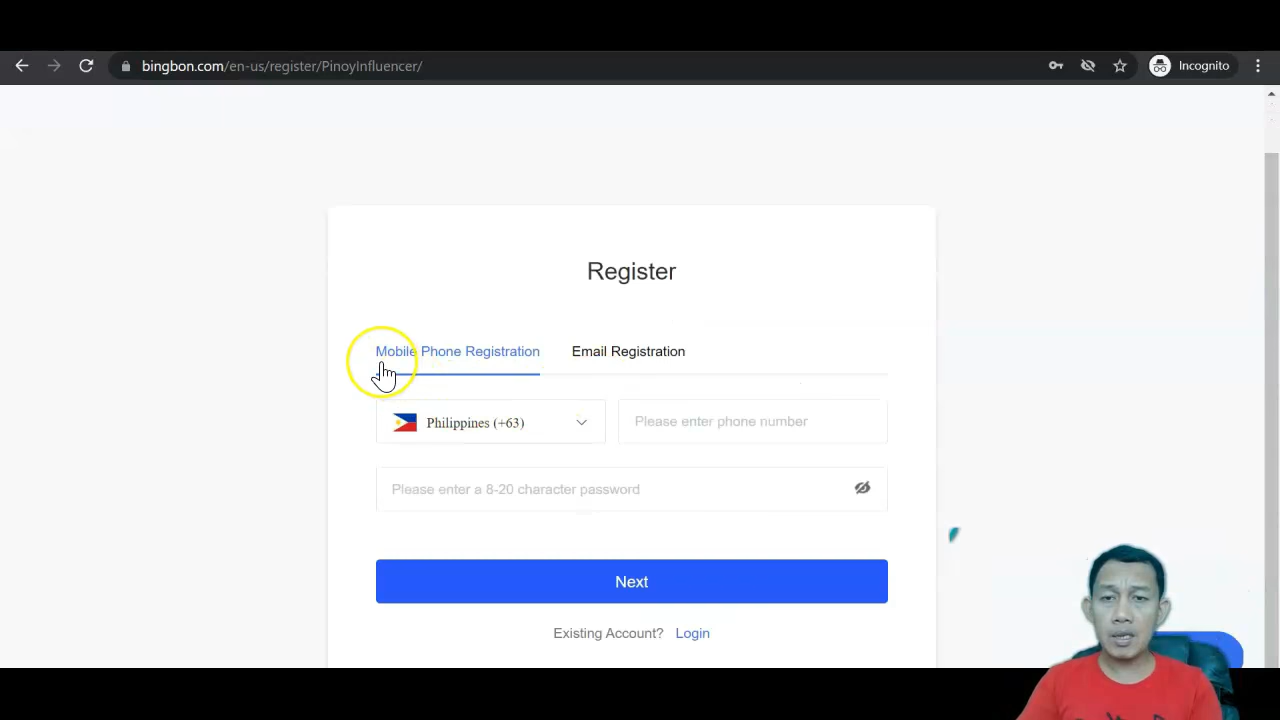 bingbon.com/en-us/register/PinoyInfluencer/
Incognito
Register
Mobile Phone Registration
Email Registration
Philippines (+63)
Please enter phone number
Please enter a 8-20 character password
Next
Existing Account? Login